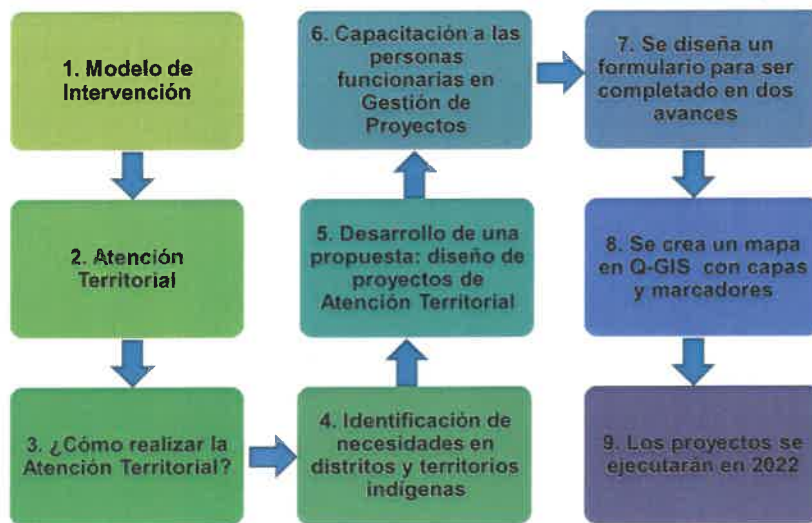 1. Modelo de
Intervención
2. Atención
Territorial
3. ¿Cómo realizar la
Atención Territorial?
4. Identificación de
necesidades en
distritos y territorios
indígenas
5. Desarrollo de una
propuesta: diseño de
proyectos de
Atención Territorial
6. Capacitación a las
personas
funcionarias en
Gestión de
Proyectos
7. Se diseña un
formulario para ser
completado en dos
avances
8. Se crea un mapa
en Q-GIS con capas
y marcadores
9. Los proyectos se
ejecutarán en 2022